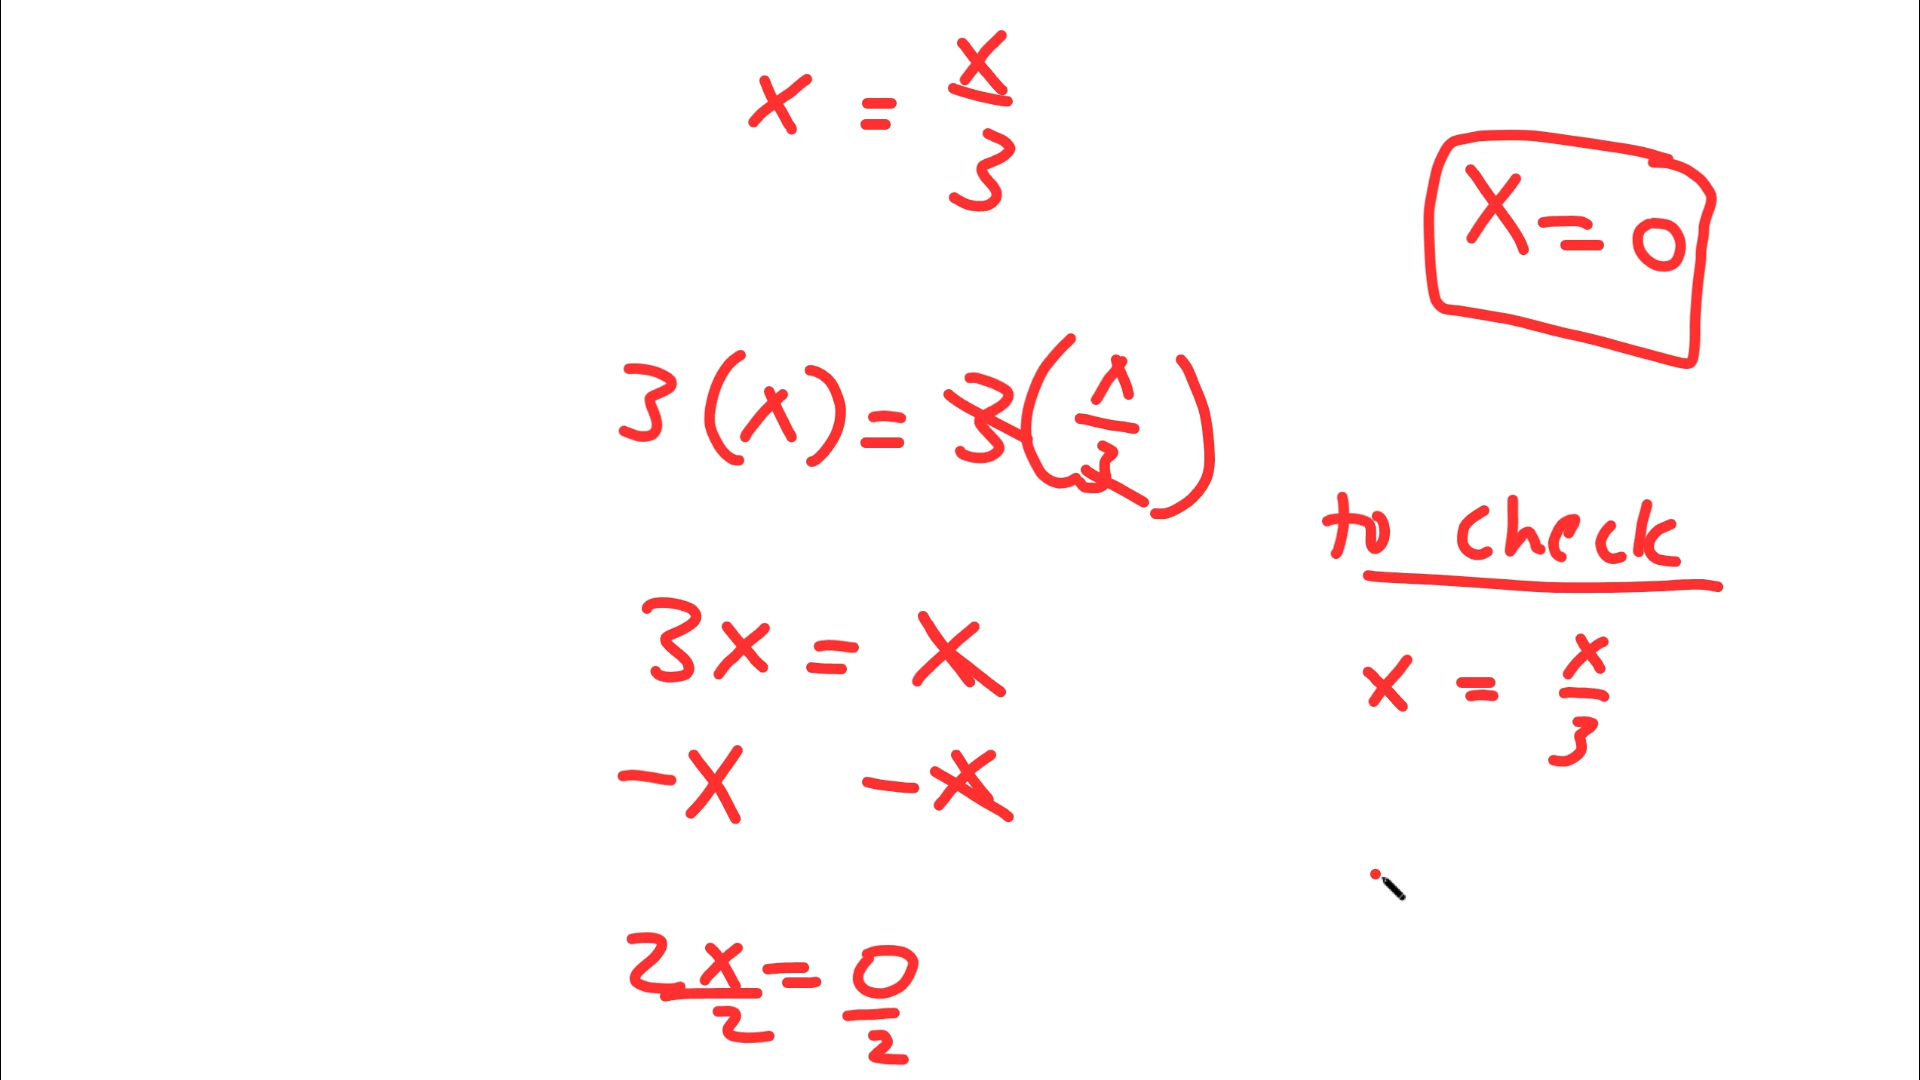 x = x/3
3(x) = 3(x/3)
3x = x
-x -x
2x/2 = 0/2
x = 0
to check
x = x/3